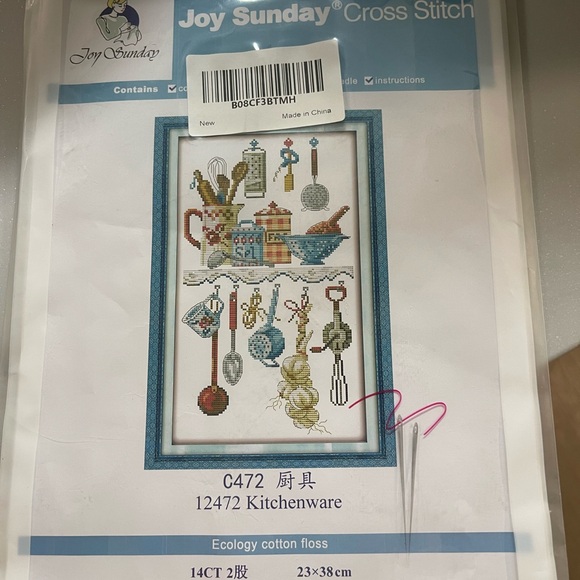 Joy Sunday® Cross Stitch
Joy Sunday
Contains
instructions
B08CF3BTMH
New
Made in China
C472 厨具
12472 Kitchenware
Ecology cotton floss
14CT 2股 23×38cm